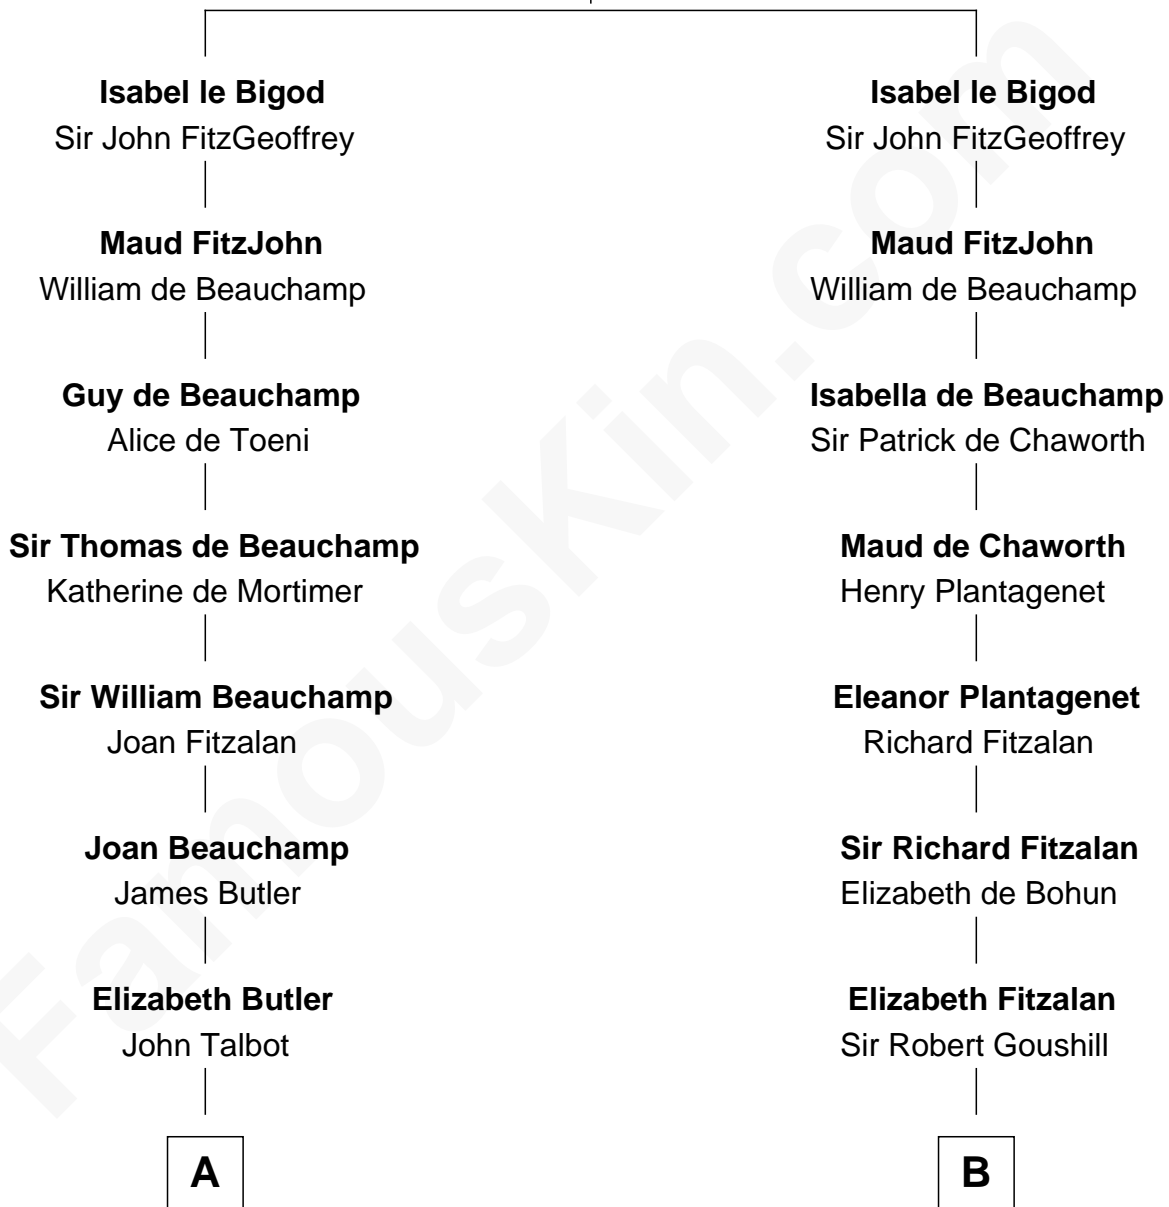 Isabel le Bigod
Sir John FitzGeoffrey
Maud FitzJohn
William de Beauchamp
Guy de Beauchamp
Alice de Toeni
Sir Thomas de Beauchamp
Katherine de Mortimer
Sir William Beauchamp
Joan Fitzalan
Joan Beauchamp
James Butler
Elizabeth Butler
John Talbot
A
Isabel le Bigod
Sir John FitzGeoffrey
Maud FitzJohn
William de Beauchamp
Isabella de Beauchamp
Sir Patrick de Chaworth
Maud de Chaworth
Henry Plantagenet
Eleanor Plantagenet
Richard Fitzalan
Sir Richard Fitzalan
Elizabeth de Bohun
Elizabeth Fitzalan
Sir Robert Goushill
B
FamousKin.com